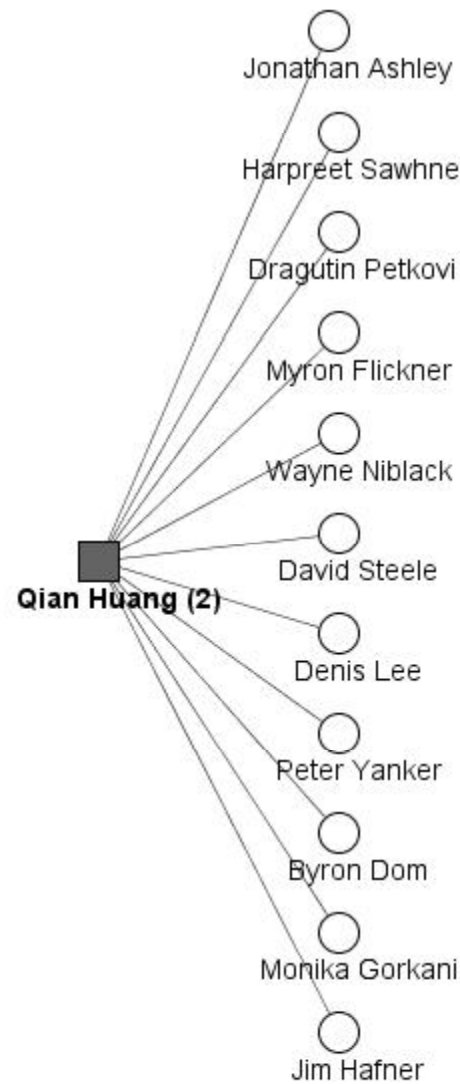 Jonathan Ashley
Harpreet Sawhne
Dragutin Petkovi
Myron Flickner
Wayne Niblack
David Steele
Qian Huang (2)
Denis Lee
Peter Yanker
Byron Dom
Monika Gorkani
Jim Hafner